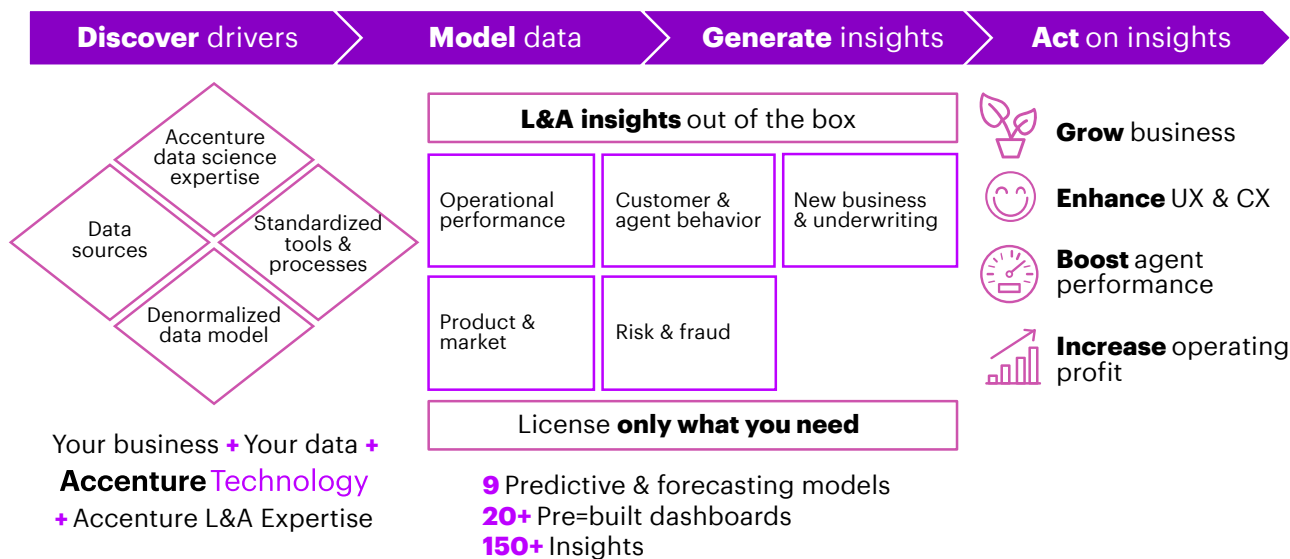 Discover drivers
Model data
Generate insights
Act on insights
Accenture
data science
expertise
Data
sources
Standardized
tools &
processes
Denormalized
data model
Your business + Your data +
Accenture Technology
+ Accenture L&A Expertise
L&A insights out of the box
Operational
performance
Customer &
agent behavior
New business
& underwriting
Product &
market
Risk & fraud
License only what you need
9 Predictive & forecasting models
20+ Pre=built dashboards
150+ Insights
Grow business
Enhance UX & CX
Boost agent
performance
Increase operating
profit